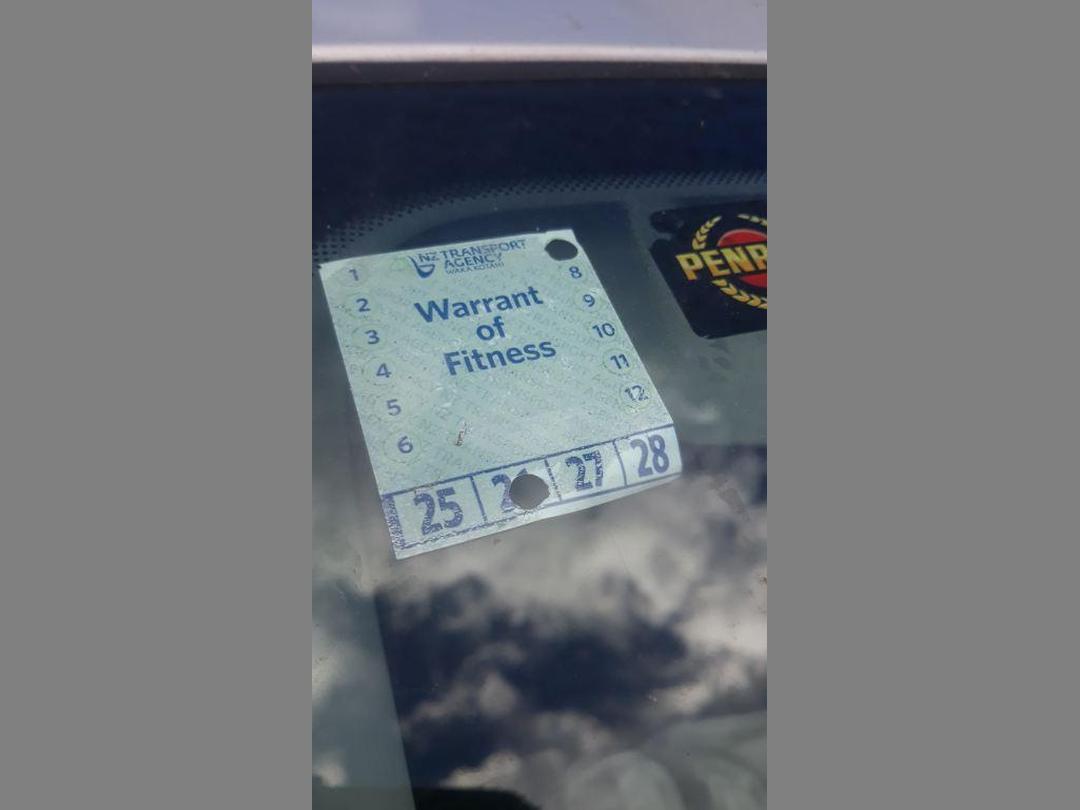 NZ TRANSPORT
AGENCY
WAKA KOTAHI
Warrant
of
Fitness
1
2
3
4
5
6
8
9
10
11
12
25
27
28